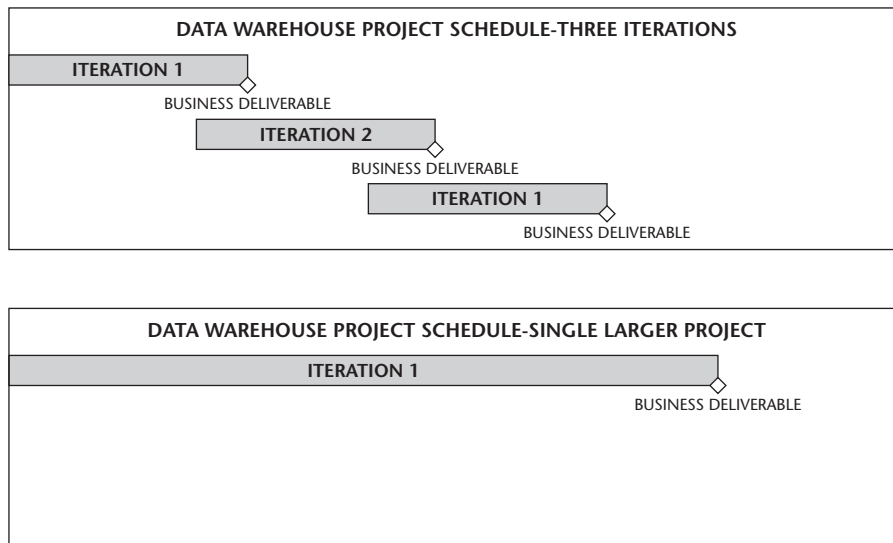 DATA WAREHOUSE PROJECT SCHEDULE-THREE ITERATIONS
ITERATION 1
BUSINESS DELIVERABLE
ITERATION 2
BUSINESS DELIVERABLE
ITERATION 1
BUSINESS DELIVERABLE
DATA WAREHOUSE PROJECT SCHEDULE-SINGLE LARGER PROJECT
ITERATION 1
BUSINESS DELIVERABLE